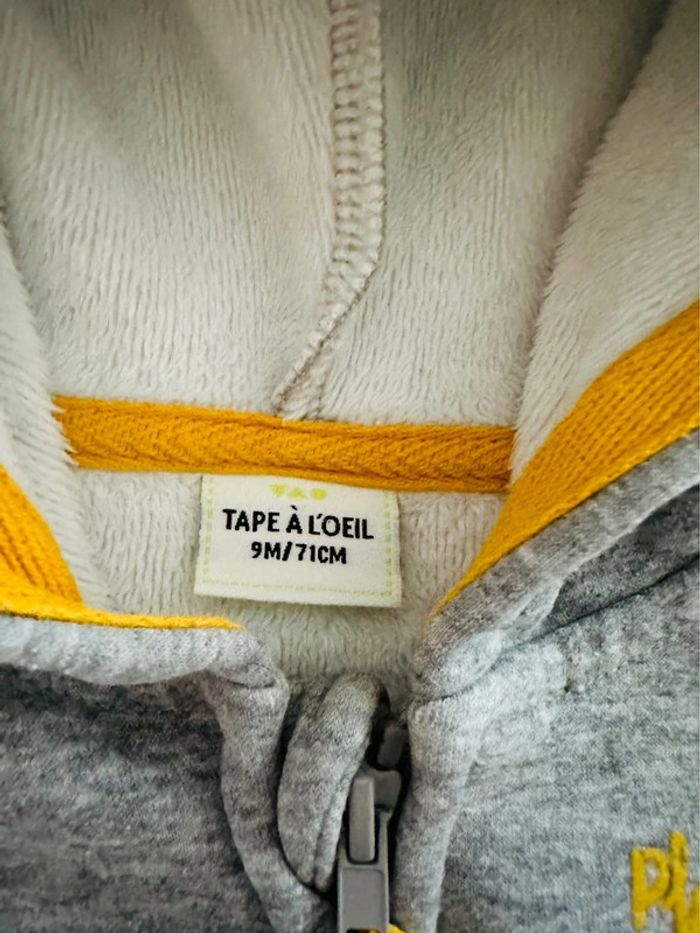 TAO
TAPE À L'OEIL
9M/71CM